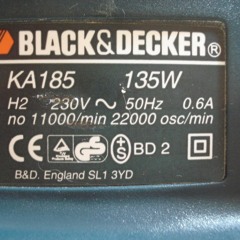 BLACK&DECKER®
KA185 135W
H2 230V ~ 50Hz 0.6A
no 11000/min 22000 osc/min
CE S BD 2
B&D. England SL1 3YD